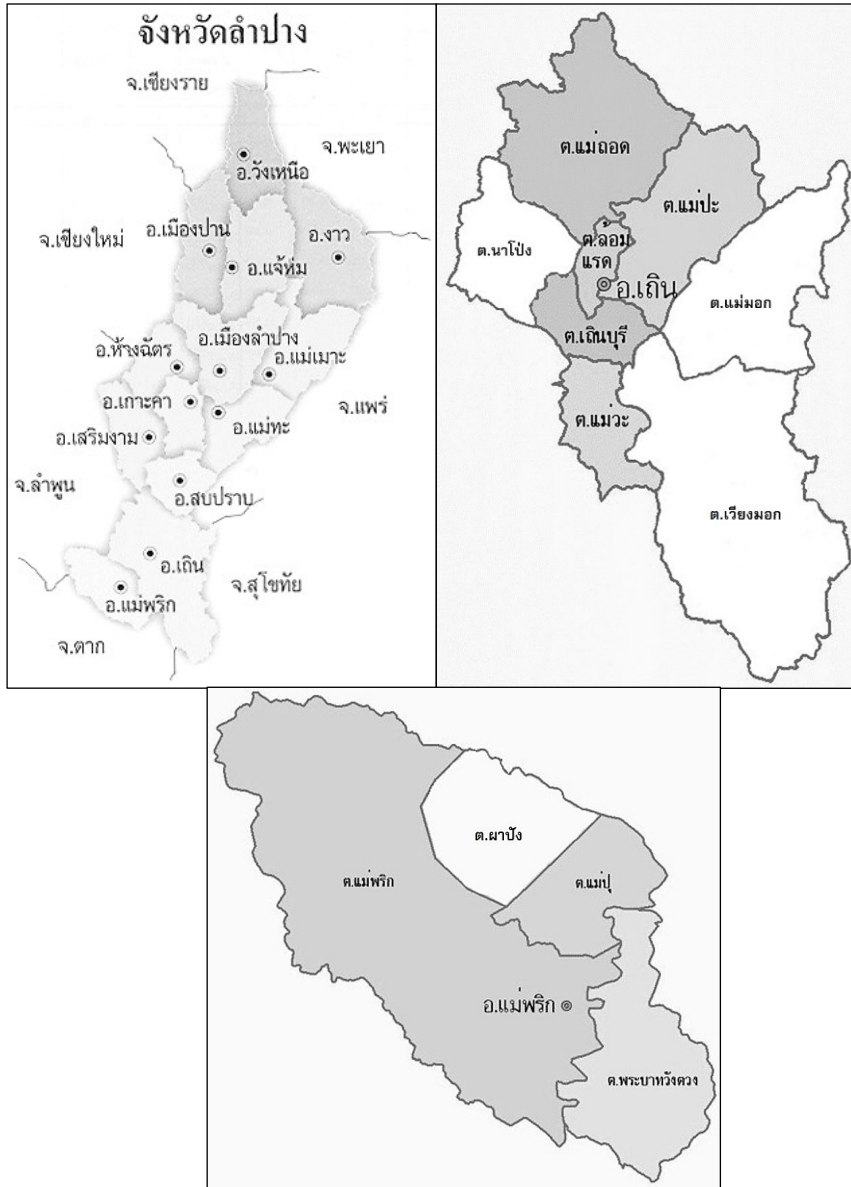 จังหวัดลำปาง
จ.เชียงราย
จ.พะเยา
อ.วังเหนือ
จ.เชียงใหม่
อ.เมืองปาน
อ.งาว
อ.แจ้ห่ม
อ.เมืองลำปาง
อ.ห้างฉัตร
อ.แม่เมาะ
อ.เกาะคา
อ.แม่ทะ
จ.แพร่
อ.เสริมงาม
จ.ลำพูน
อ.สบปราบ
อ.เถิน
จ.สุโขทัย
อ.แม่พริก
จ.ตาก
ต.แม่ถอด
ต.แม่ปะ
ต.นาโป่ง
ต.ล้อม
แรด
อ.เถิน
ต.แม่มอก
ต.เถินบุรี
ต.แม่วะ
ต.เวียงมอก
ต.ผาปัง
ต.แม่พริก
ต.แม่ปุ
อ.แม่พริก
ต.พระบาทวังตวง